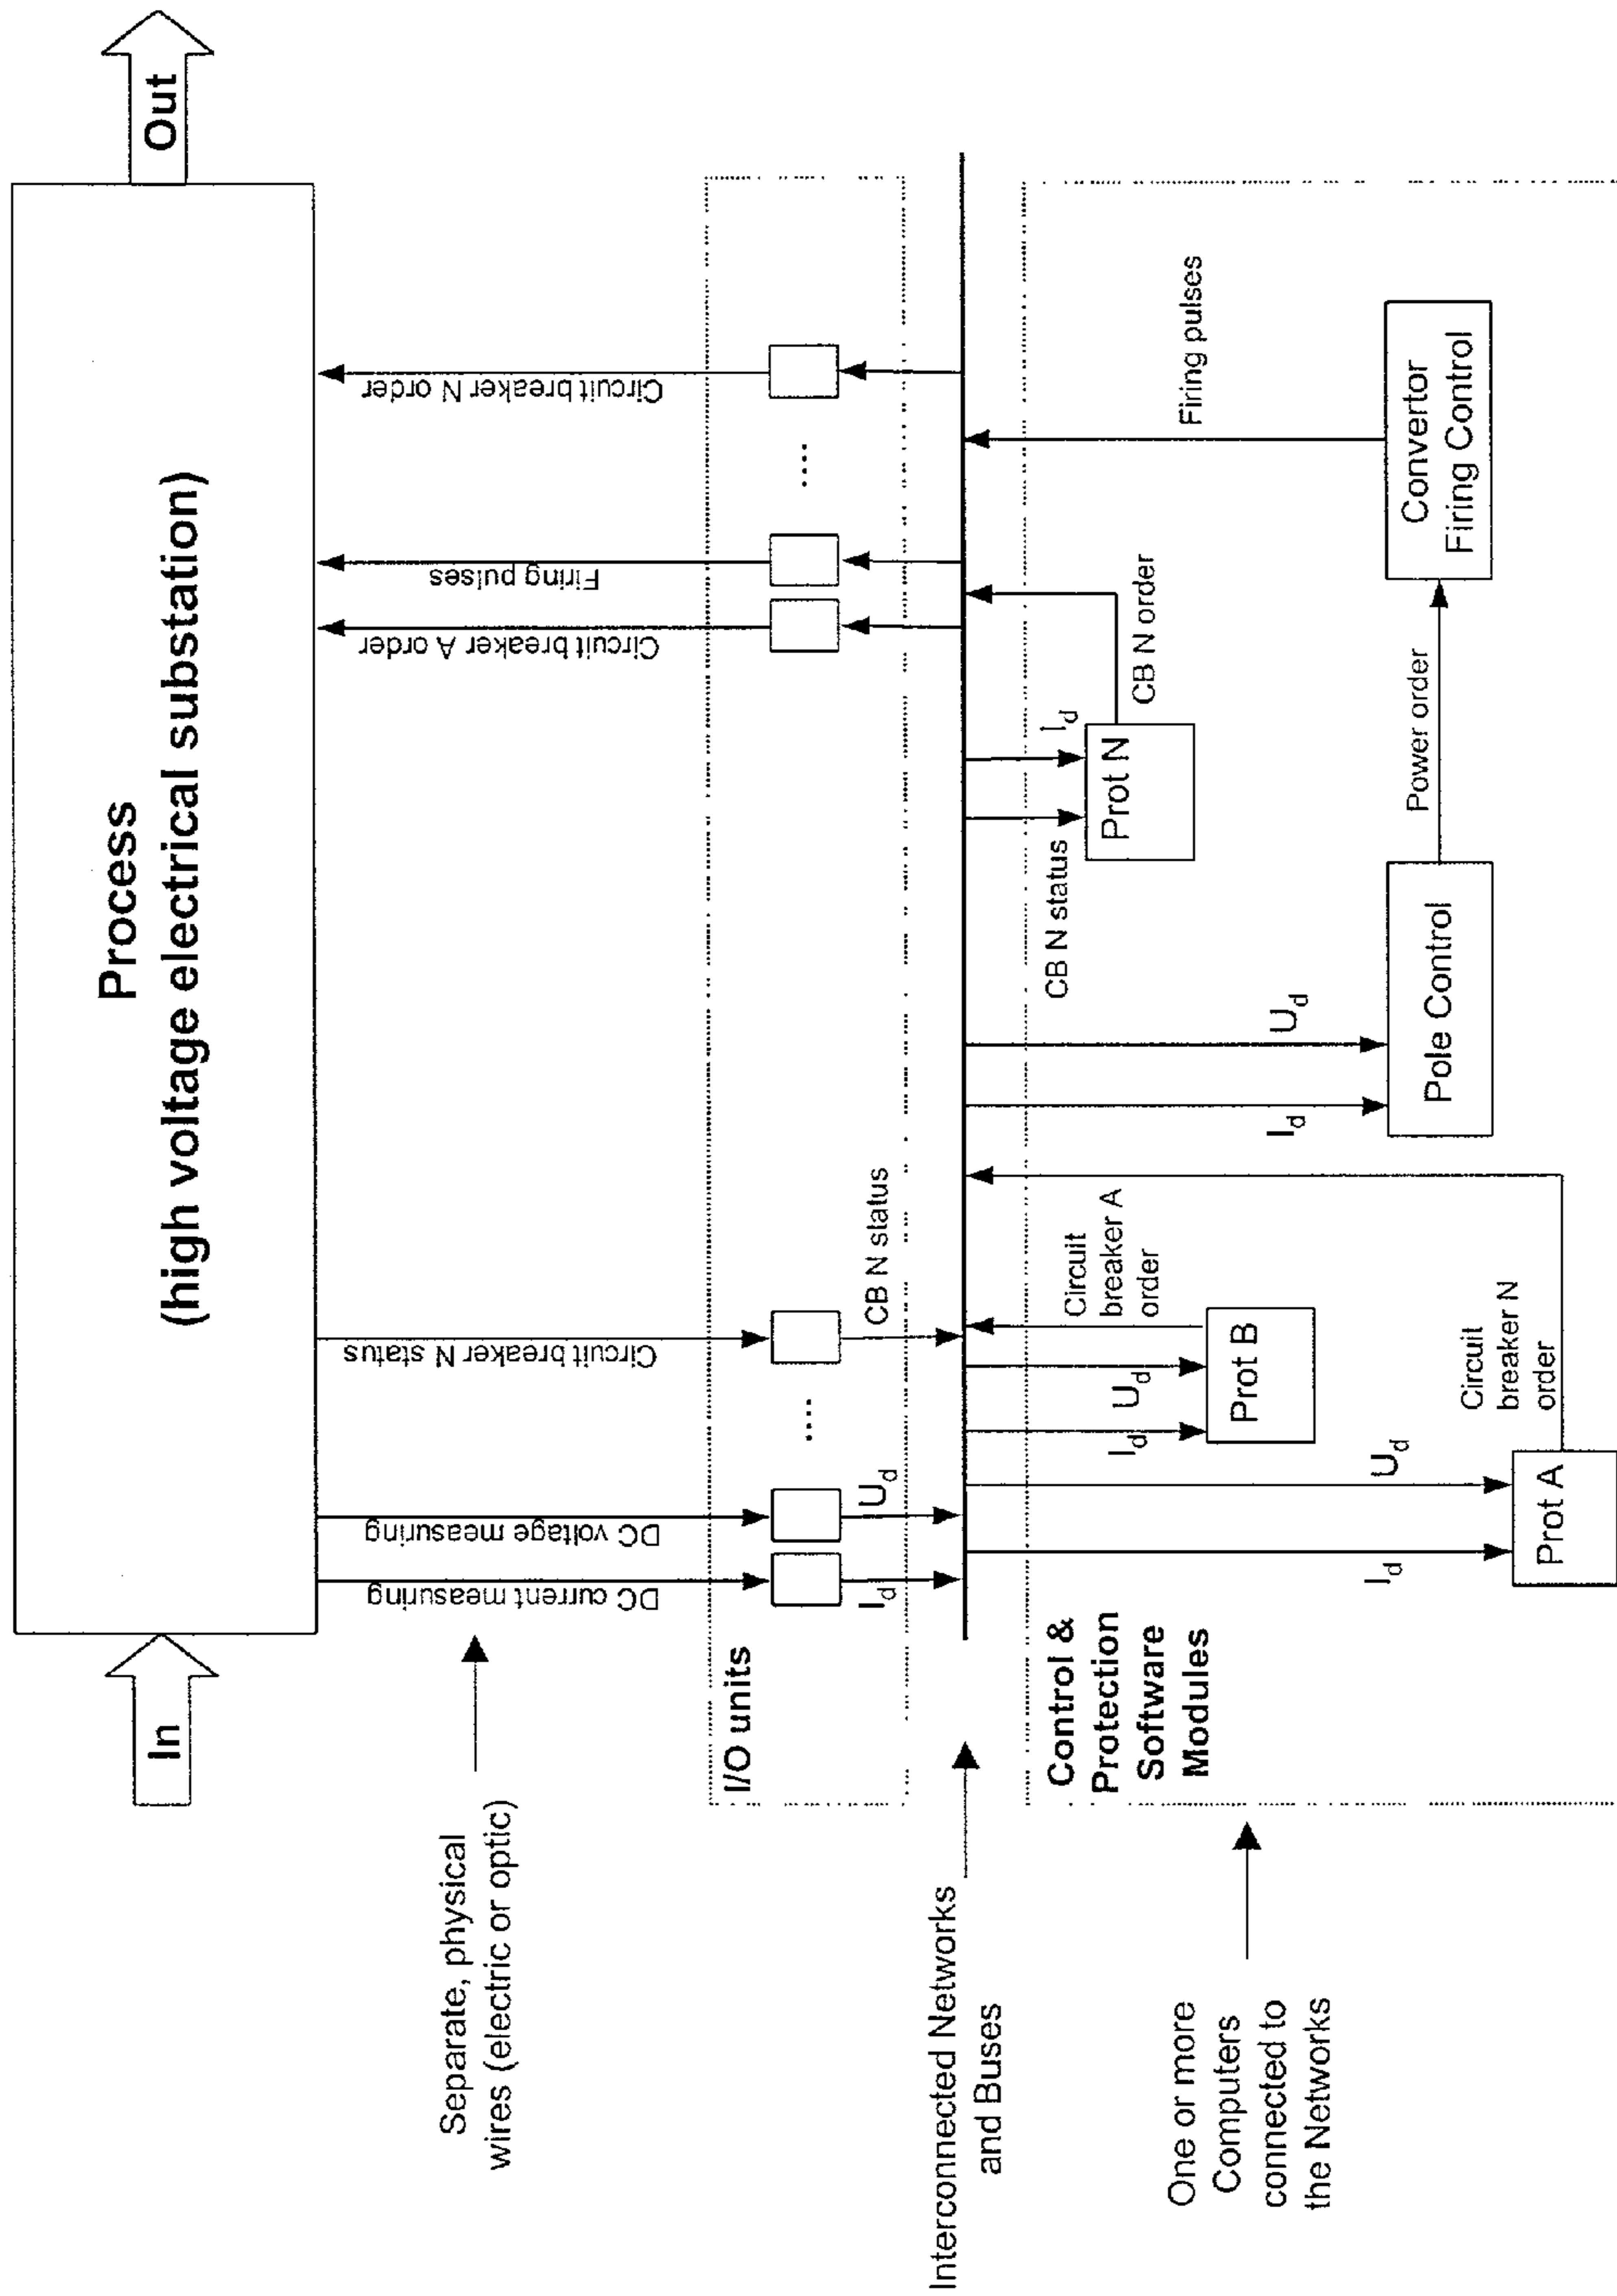 Process
(high voltage electrical substation)
In
Out
Separate, physical
wires (electric or optic)
DC current measuring
DC voltage measuring
Circuit breaker N status
Circuit breaker A order
Firing pulses
Circuit breaker N order
I/O units
....
....
Id
Ud
CB N status
Interconnected Networks
and Buses
Control &
Protection
Software
Modules
One or more
Computers
connected to
the Networks
Id
Ud
Prot A
Circuit
breaker N
order
Id
Ud
Prot B
Circuit
breaker A
order
Id
Ud
Pole Control
Power order
CB N status
Id
Prot N
CB N order
Convertor
Firing Control
Firing pulses